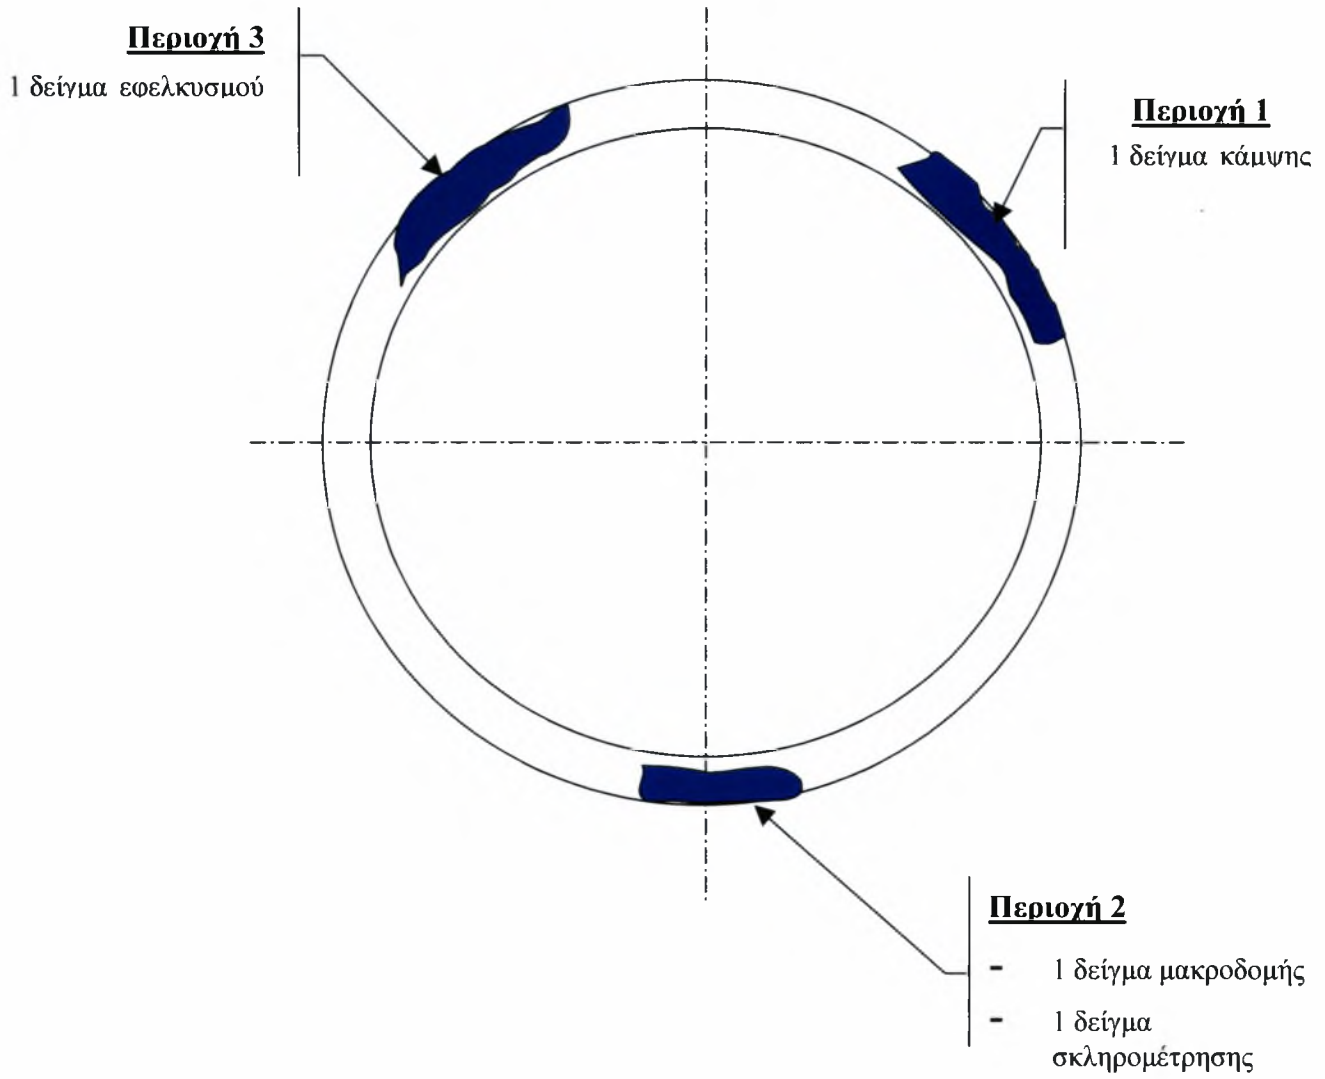 Περιοχή 3
1 δείγμα εφελκυσμού
Περιοχή 1
1 δείγμα κάμψης
Περιοχή 2
- 1 δείγμα μακροδομής
- 1 δείγμα
σκληρομέτρησης